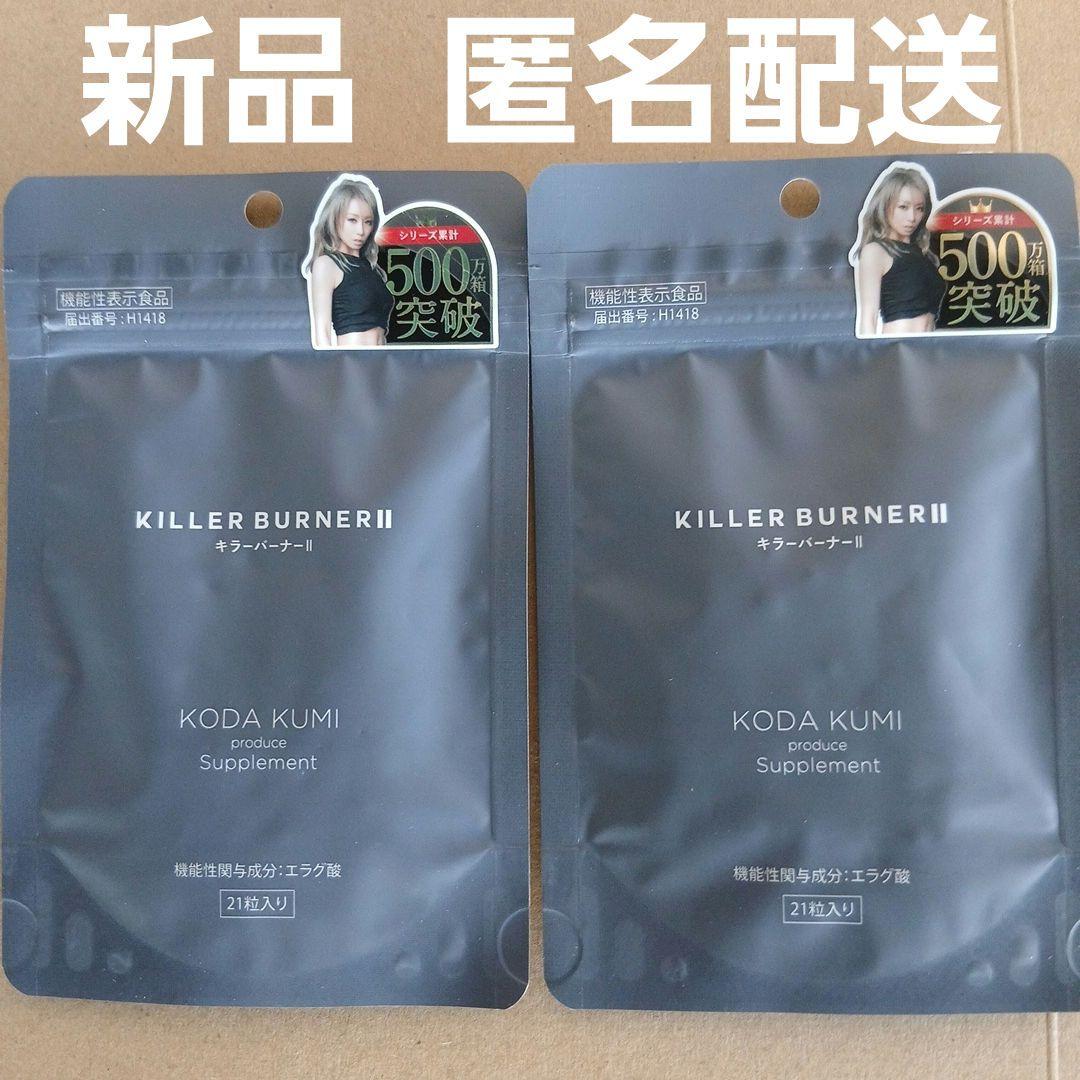 新品 匿名配送
シリーズ累計
500万箱
突破
機能性表示食品
届出番号:H1418
KILLER BURNERⅡ
キラーバーナーⅡ
KODA KUMI
produce
Supplement
機能性関与成分:エラグ酸
21粒入り
シリーズ累計
500万箱
突破
機能性表示食品
届出番号:H1418
KILLER BURNERⅡ
キラーバーナーⅡ
KODA KUMI
produce
Supplement
機能性関与成分:エラグ酸
21粒入り